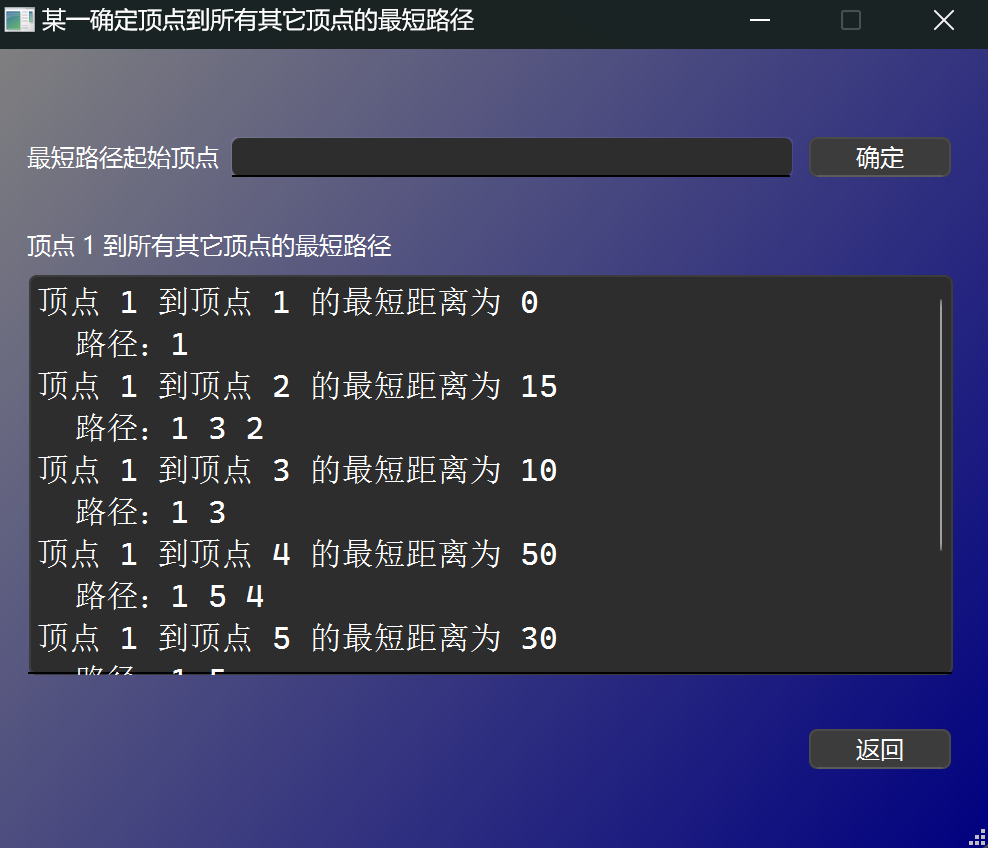 某一确定顶点到所有其它顶点的最短路径
最短路径起始顶点 确定
顶点 1 到所有其它顶点的最短路径
顶点 1 到顶点 1 的最短距离为 0
路径：1
顶点 1 到顶点 2 的最短距离为 15
路径：1 3 2
顶点 1 到顶点 3 的最短距离为 10
路径：1 3
顶点 1 到顶点 4 的最短距离为 50
路径：1 5 4
顶点 1 到顶点 5 的最短距离为 30
路径：1 5
返回